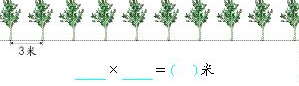 3米
____ × ____ = ( )米